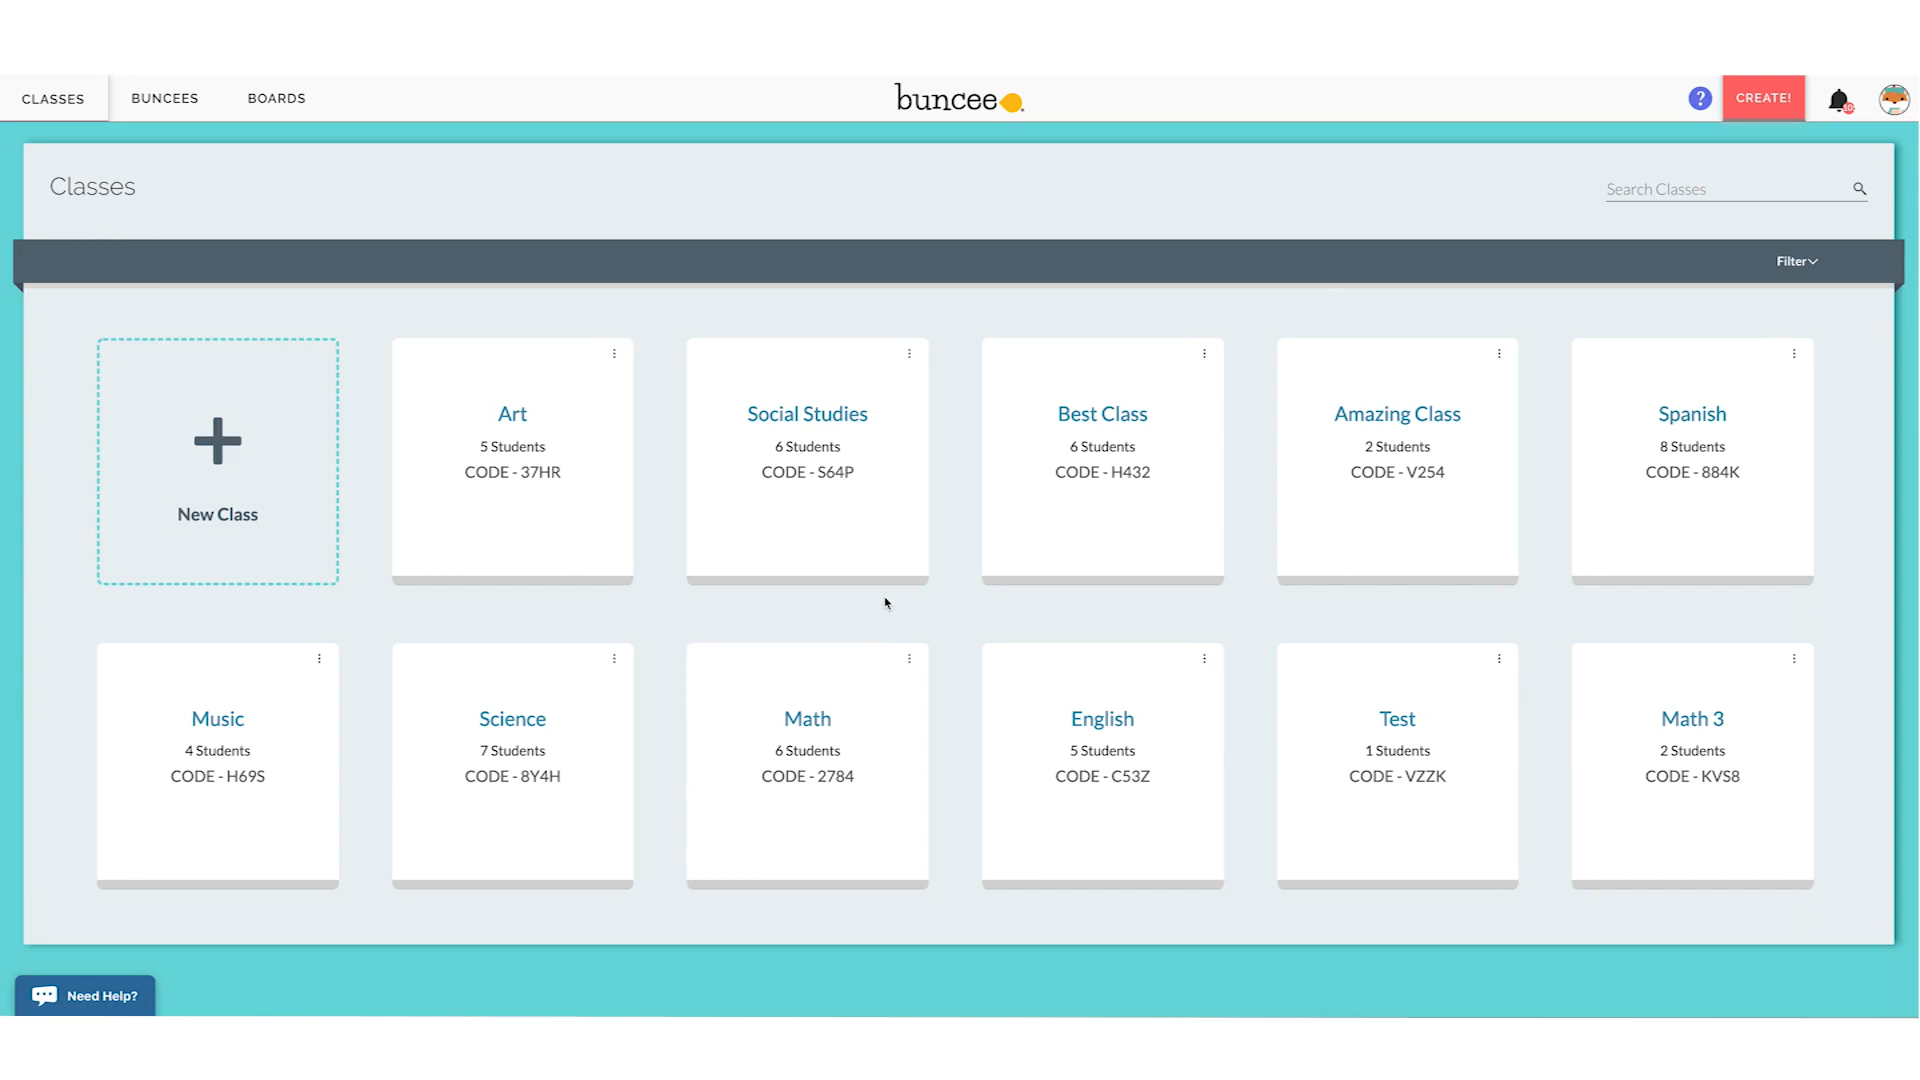 CLASSES
BUNCEES
BOARDS
buncee
?
CREATE!
Classes
Search Classes
Filter
New Class
Art
5 Students
CODE - 37HR
Social Studies
6 Students
CODE - S64P
Best Class
6 Students
CODE - H432
Amazing Class
2 Students
CODE - V254
Spanish
8 Students
CODE - 884K
Music
4 Students
CODE - H69S
Science
7 Students
CODE - 8Y4H
Math
6 Students
CODE - 2784
English
5 Students
CODE - C53Z
Test
1 Students
CODE - VZZK
Math 3
2 Students
CODE - KVS8
Need Help?